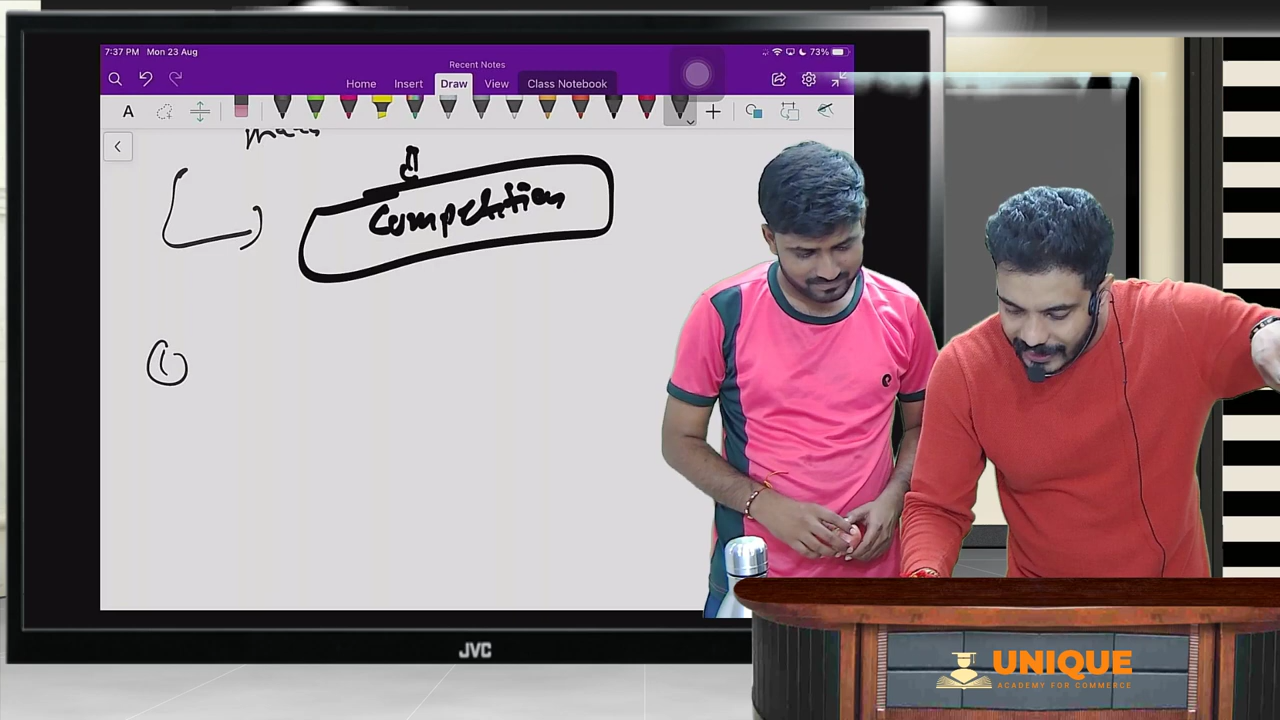 7:37 PM Mon 23 Aug
73%
Recent Notes
Home Insert Draw View Class Notebook
A
Competition
1
JVC
UNIQUE
ACADEMY FOR COMMERCE